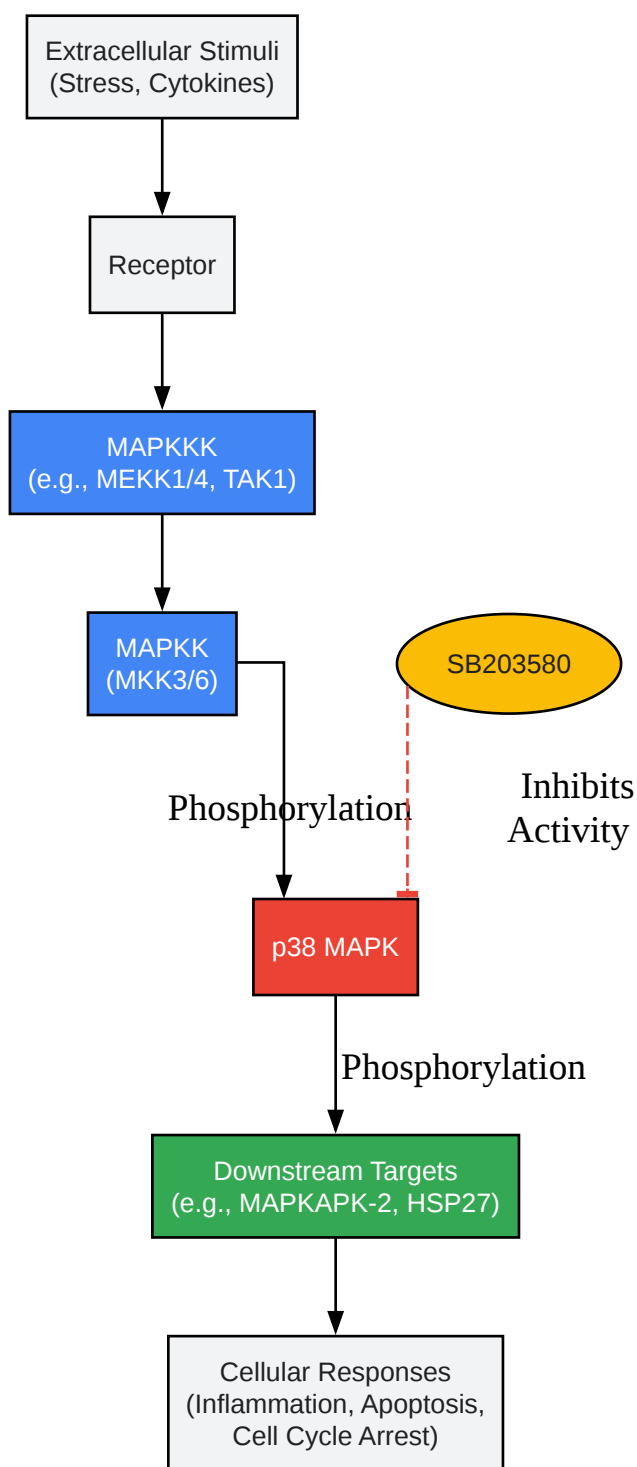 Extracellular Stimuli
(Stress, Cytokines)
Receptor
MAPKKK
(e.g., MEKK1/4, TAK1)
MAPKK
(MKK3/6)
SB203580
Phosphorylation
Inhibits
Activity
p38 MAPK
Phosphorylation
Downstream Targets
(e.g., MAPKAPK-2, HSP27)
Cellular Responses
(Inflammation, Apoptosis,
Cell Cycle Arrest)